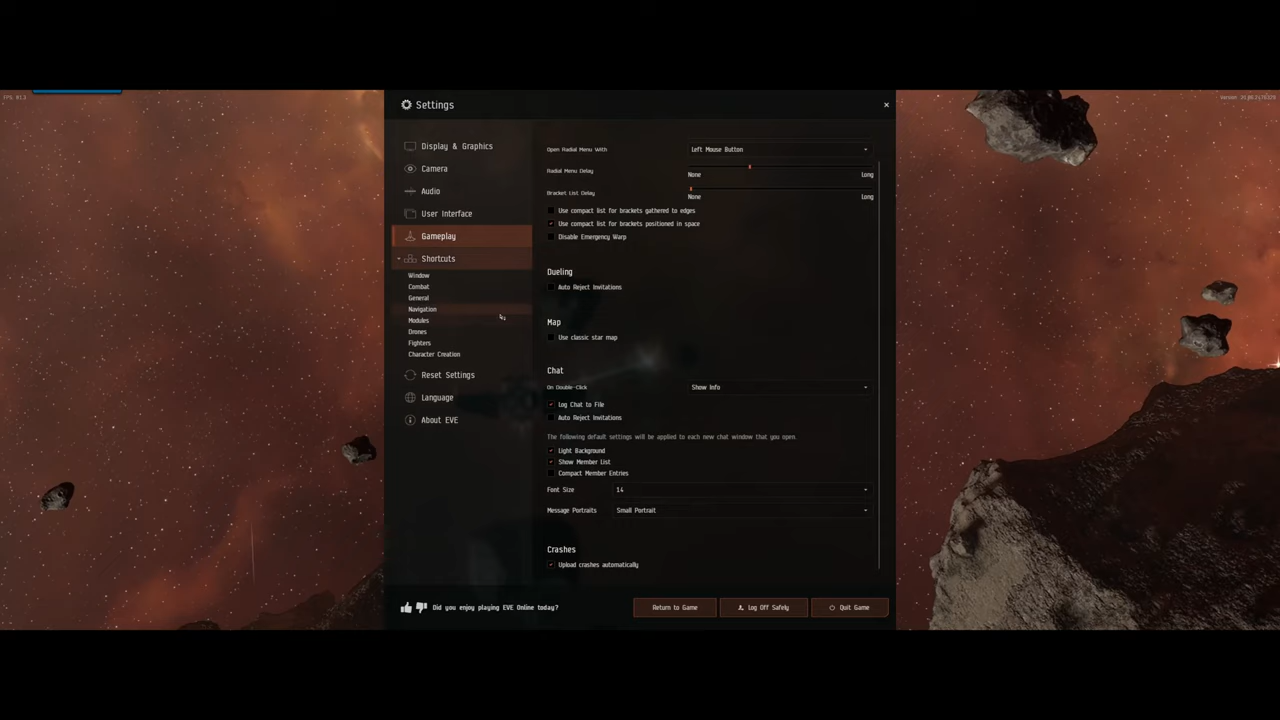 Settings
Display & Graphics
Camera
Audio
User Interface
Gameplay
Shortcuts
Window
Combat
General
Navigation
Modules
Drones
Fighters
Character Creation
Reset Settings
Language
About EVE
Open Radial Menu With Left Mouse Button
Radial Menu Delay
None Long
Bracket List Delay
None Long
Use compact list for brackets gathered to edges
Use compact list for brackets positioned in space
Disable Emergency Warp
Dueling
Auto Reject Invitations
Map
Use classic star map
Chat
On Double-Click Show Info
Log Chat to File
Auto Reject Invitations
The following default settings will be applied to each new chat window that you open.
Light Background
Show Member List
Compact Member Entries
Font Size 14
Message Portraits Small Portrait
Crashes
Upload crashes automatically
Did you enjoy playing EVE Online today? Return to Game Log Off Safely Quit Game